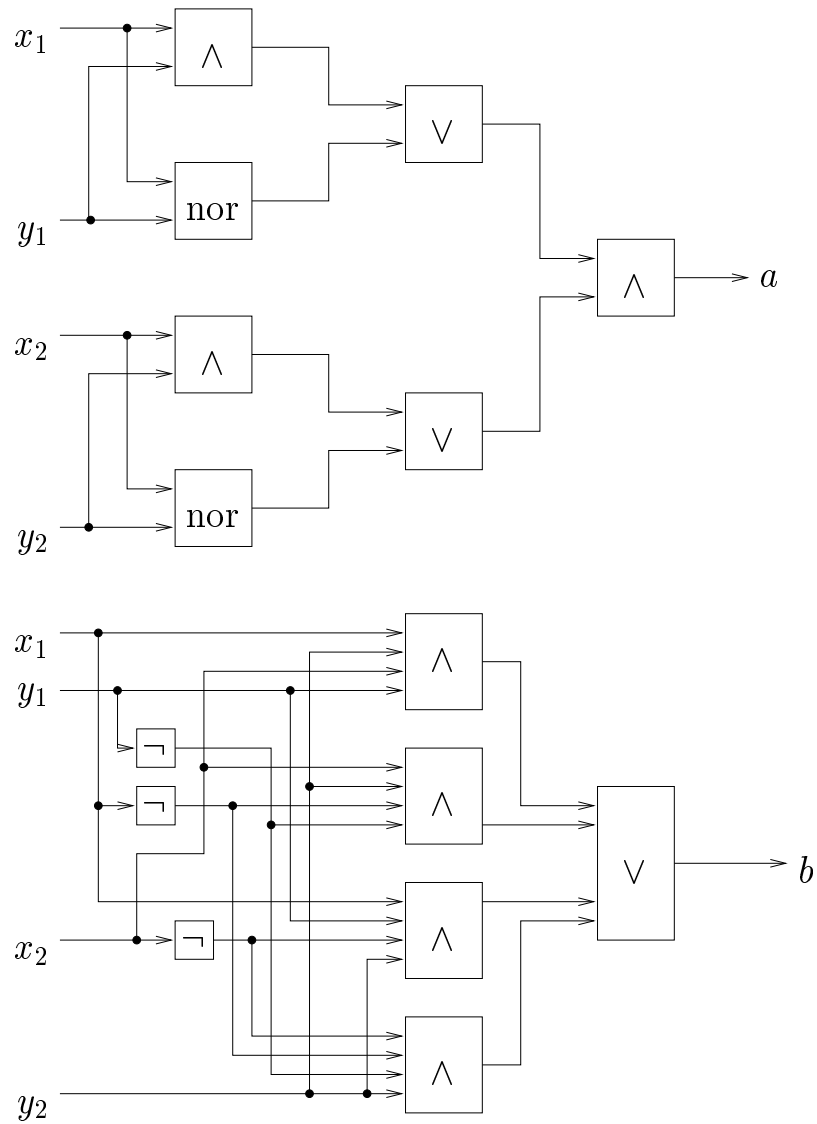 x₁
∧
∨
nor
y₁
∧
a
x₂
∧
∨
nor
y₂
x₁
∧
y₁
¬
¬
∧
∨
b
x₂
¬
∧
∧
y₂